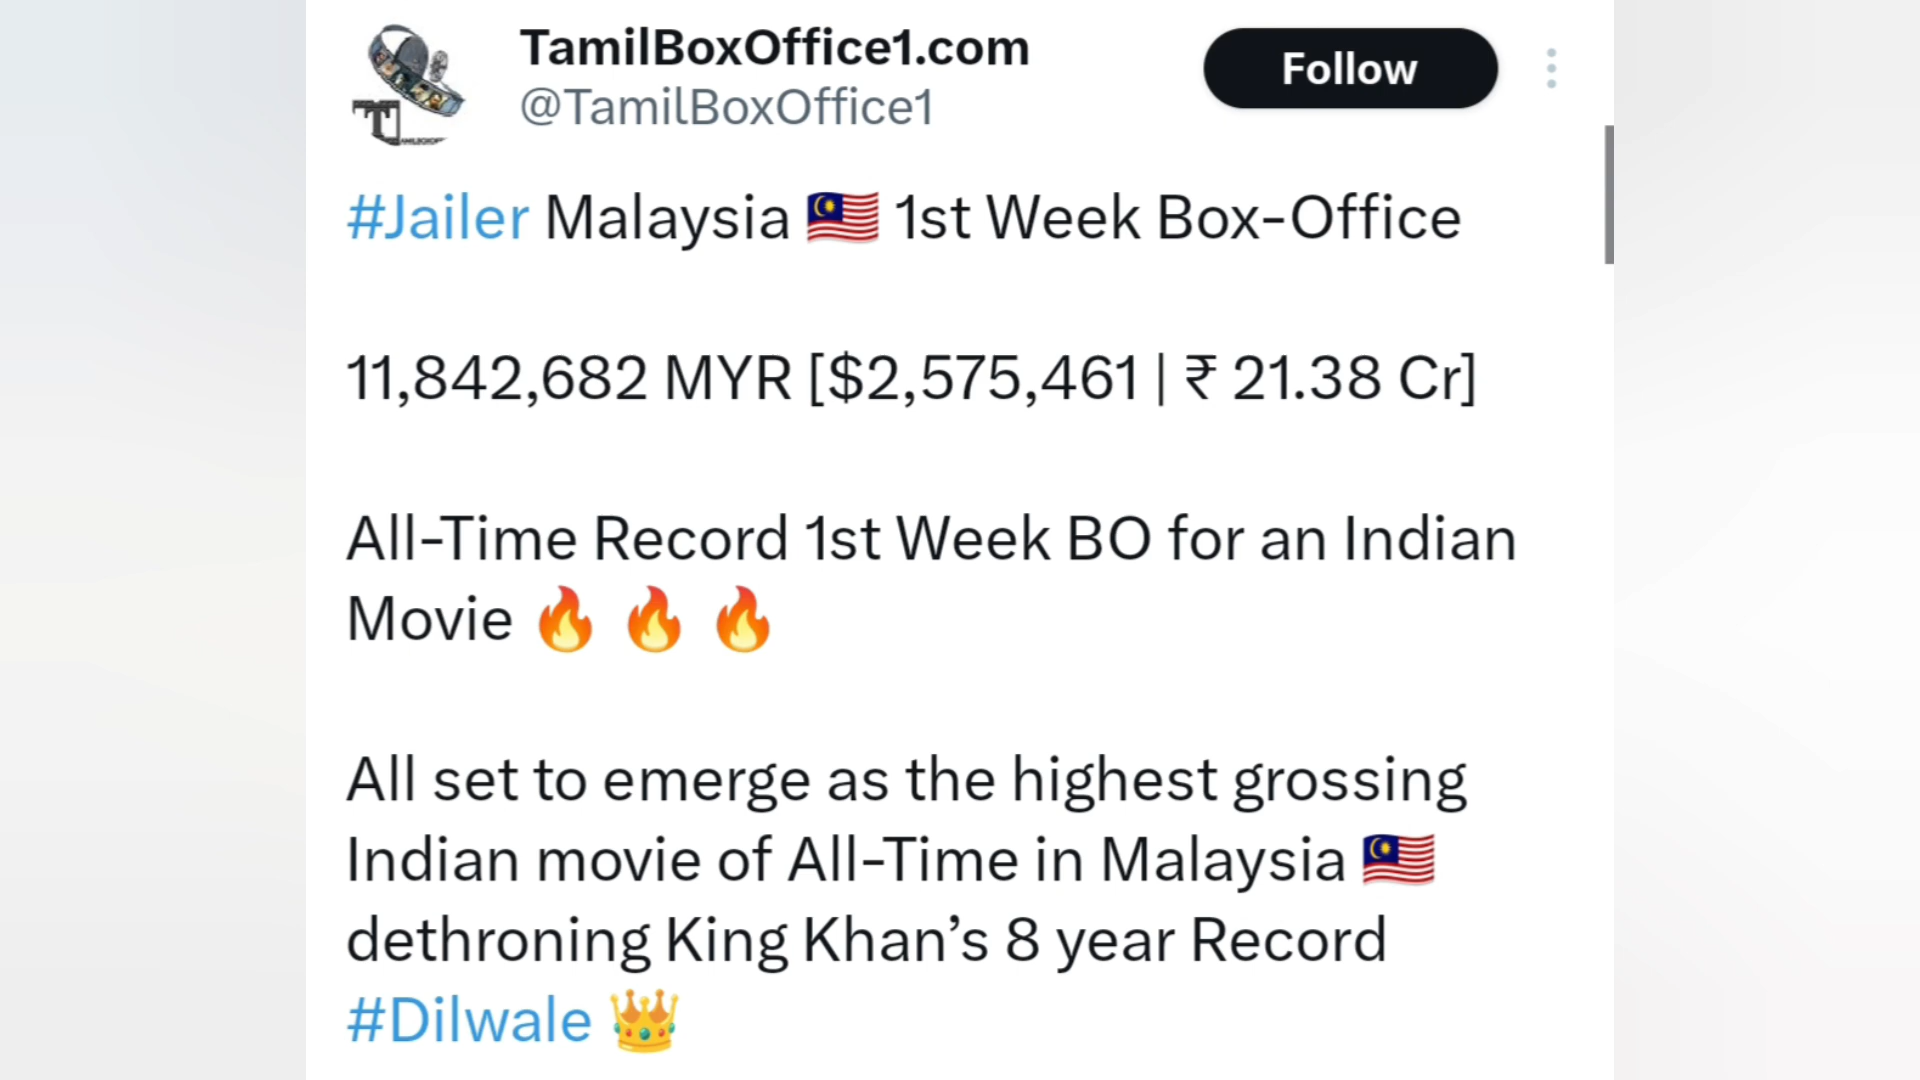 TamilBoxOffice1.com
@TamilBoxOffice1
Follow
#Jailer Malaysia 🇲🇾 1st Week Box-Office
11,842,682 MYR [$2,575,461 | ₹ 21.38 Cr]
All-Time Record 1st Week BO for an Indian
Movie 🔥 🔥 🔥
All set to emerge as the highest grossing
Indian movie of All-Time in Malaysia 🇲🇾
dethroning King Khan’s 8 year Record
#Dilwale 👑